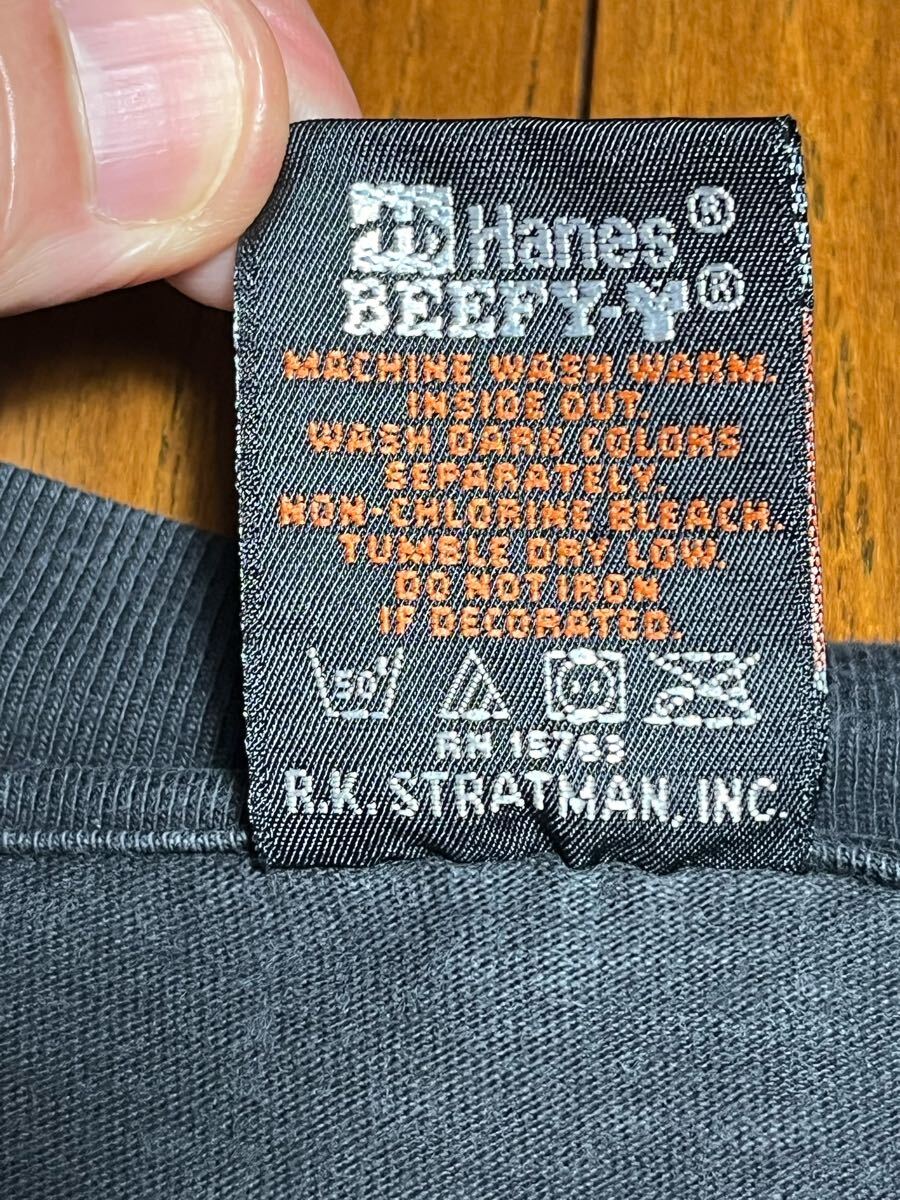 Hanes®
BEEFY-Y®
MACHINE WASH WARM,
INSIDE OUT.
WASH DARK COLORS
SEPARATELY.
NON-CHLORINE BLEACH.
TUMBLE DRY LOW.
DO NOT IRON
IF DECORATED.
50°
RN 15763
R.K. STRATMAN, INC.